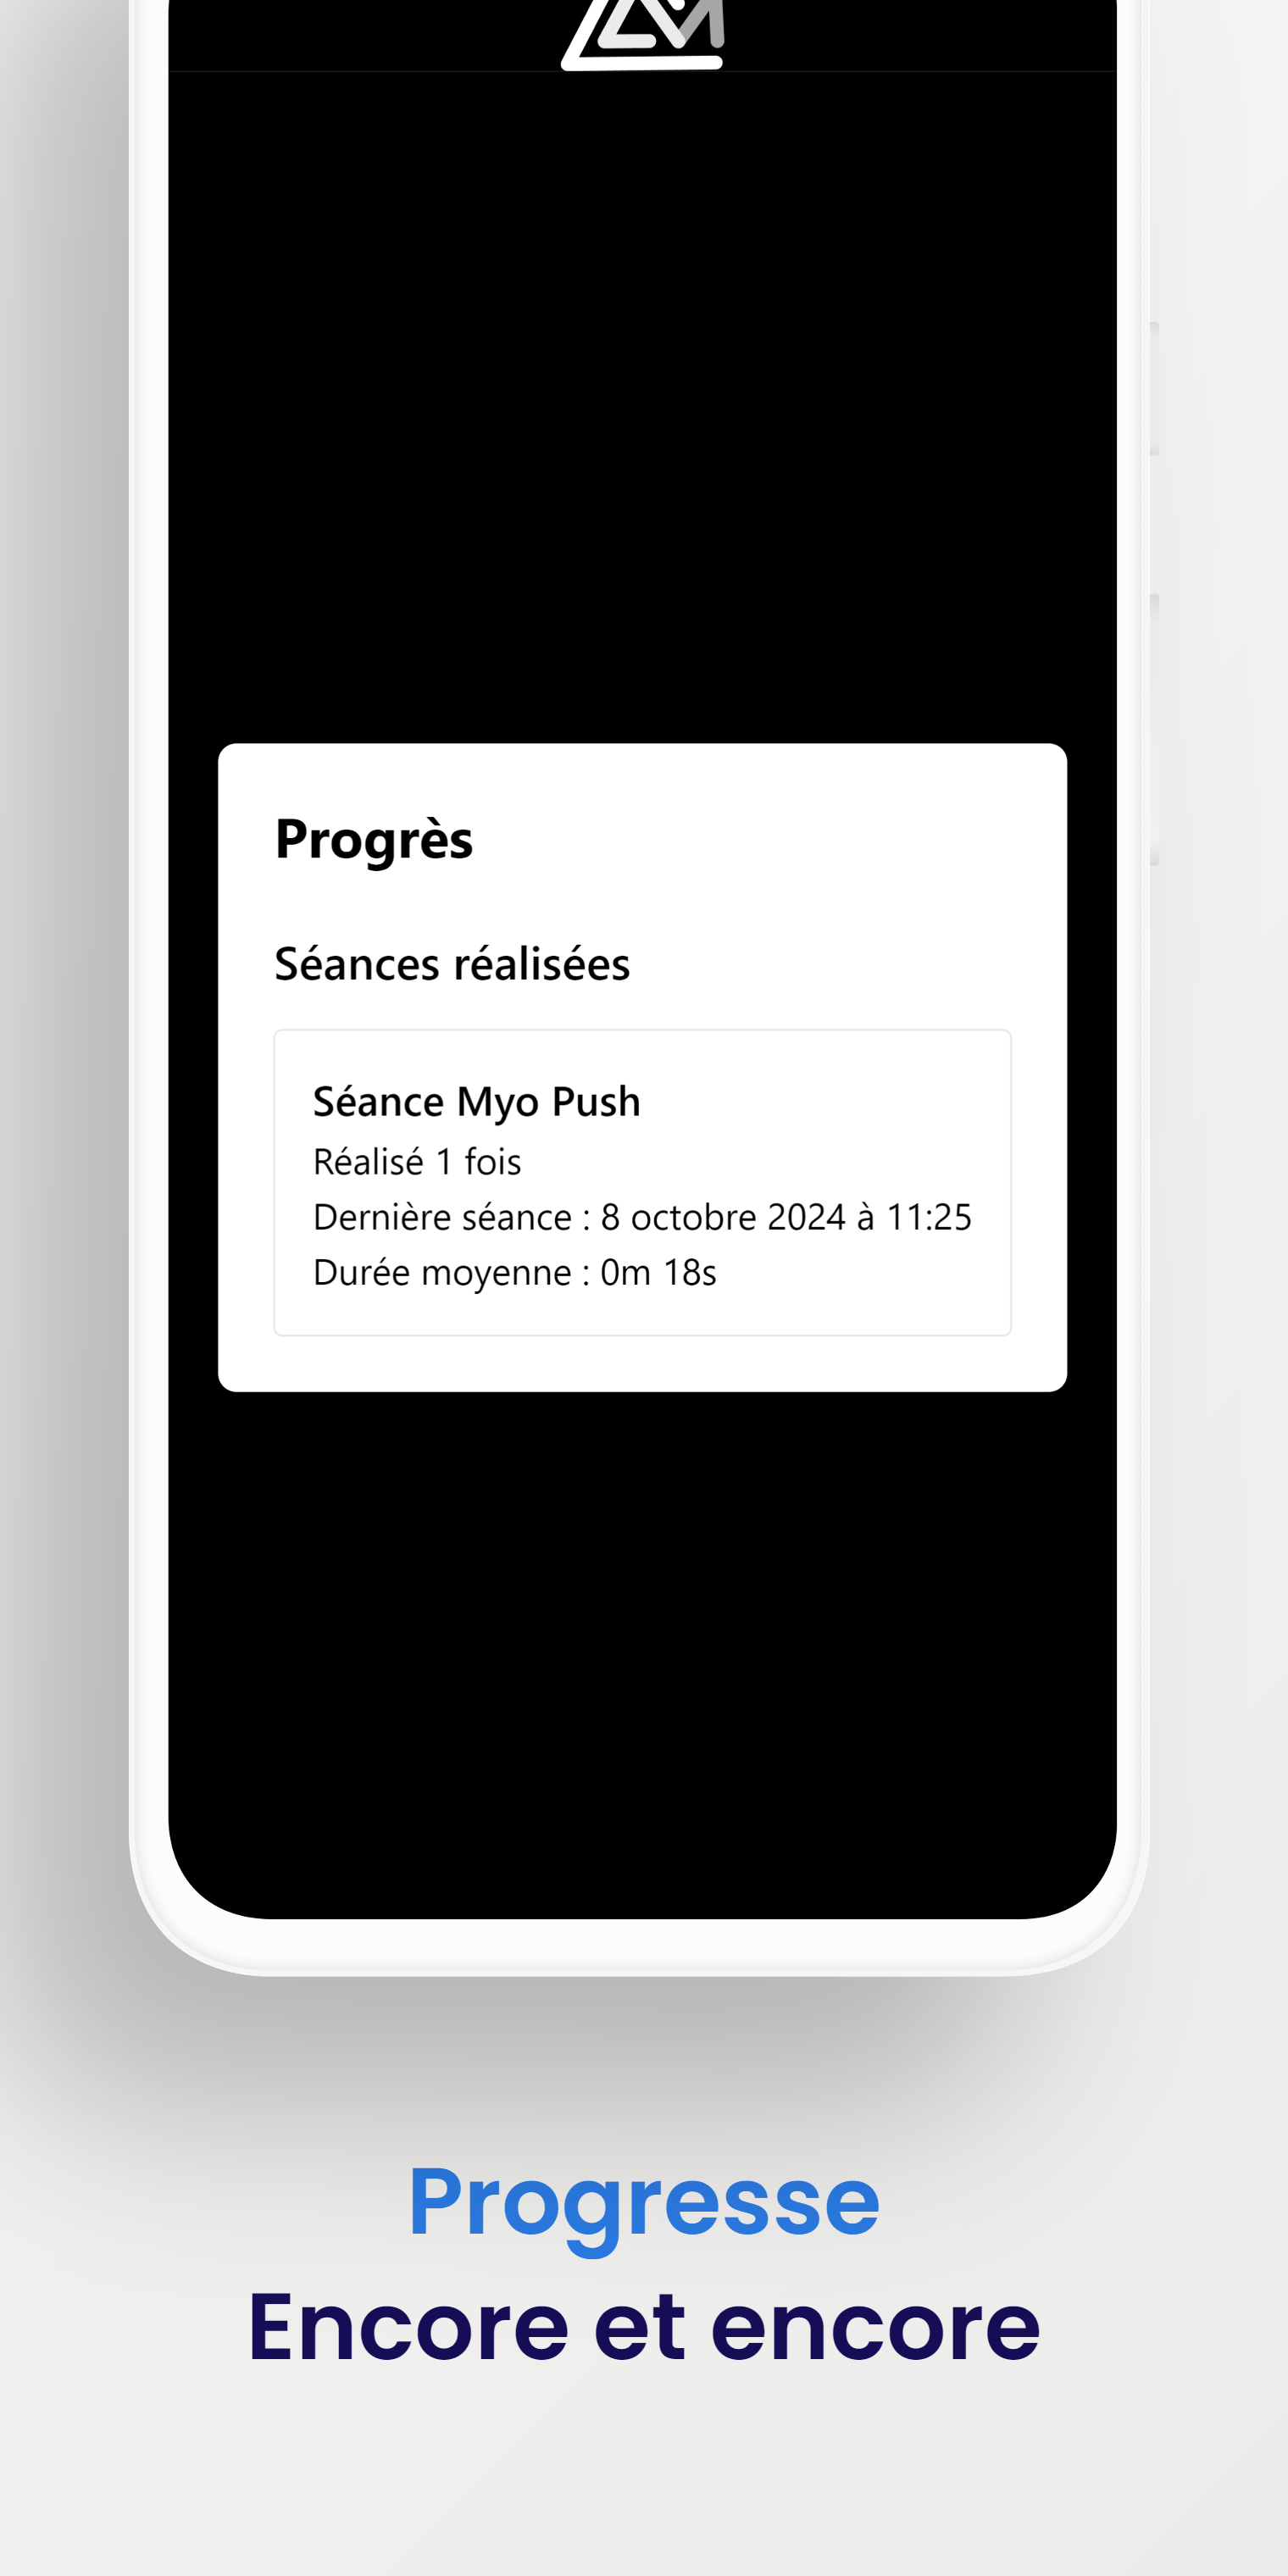 Progrès
Séances réalisées
Séance Myo Push
Réalisé 1 fois
Dernière séance : 8 octobre 2024 à 11:25
Durée moyenne : 0m 18s
Progresse
Encore et encore